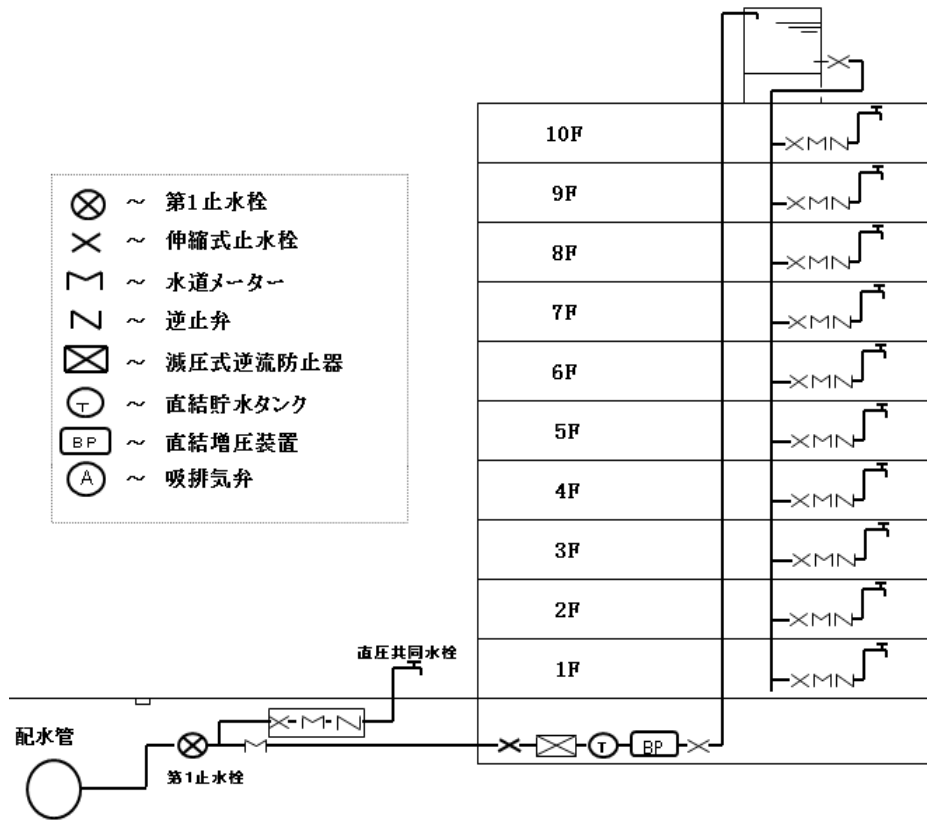 10F
9F
8F
7F
6F
5F
4F
3F
2F
1F
～ 第1止水栓
～ 伸縮式止水栓
～ 水道メーター
～ 逆止弁
～ 減圧式逆流防止器
T ～ 直結貯水タンク
BP ～ 直結増圧装置
A ～ 吸排気弁
直圧共同水栓
配水管
第1止水栓
T
BP